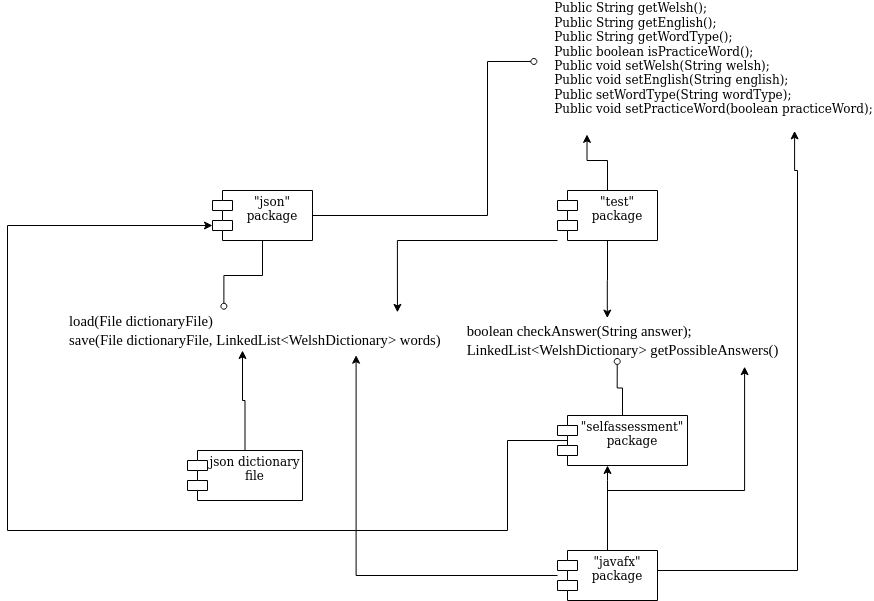 Public String getWelsh();
Public String getEnglish();
Public String getWordType();
Public boolean isPracticeWord();
Public void setWelsh(String welsh);
Public void setEnglish(String english);
Public setWordType(String wordType);
Public void setPracticeWord(boolean practiceWord);
"json"
package
"test"
package
load(File dictionaryFile)
save(File dictionaryFile, LinkedList<WelshDictionary> words)
boolean checkAnswer(String answer);
LinkedList<WelshDictionary> getPossibleAnswers()
"selfassessment"
package
json dictionary
file
"javafx"
package